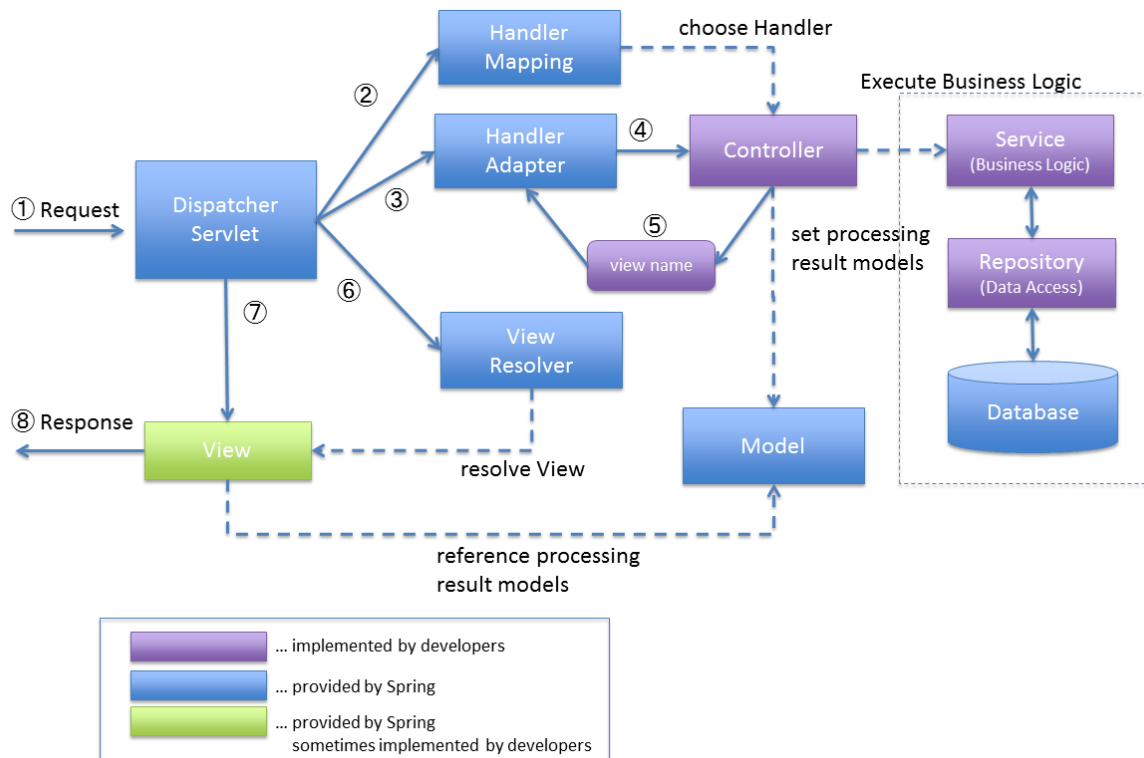 Handler
Mapping
choose Handler
Execute Business Logic
②
Handler
Adapter
④
Controller
Service
(Business Logic)
① Request
Dispatcher
Servlet
③
⑤
view name
set processing
result models
Repository
(Data Access)
⑥
⑦
View
Resolver
Database
⑧ Response
View
resolve View
Model
reference processing
result models
... implemented by developers
... provided by Spring
... provided by Spring
sometimes implemented by developers